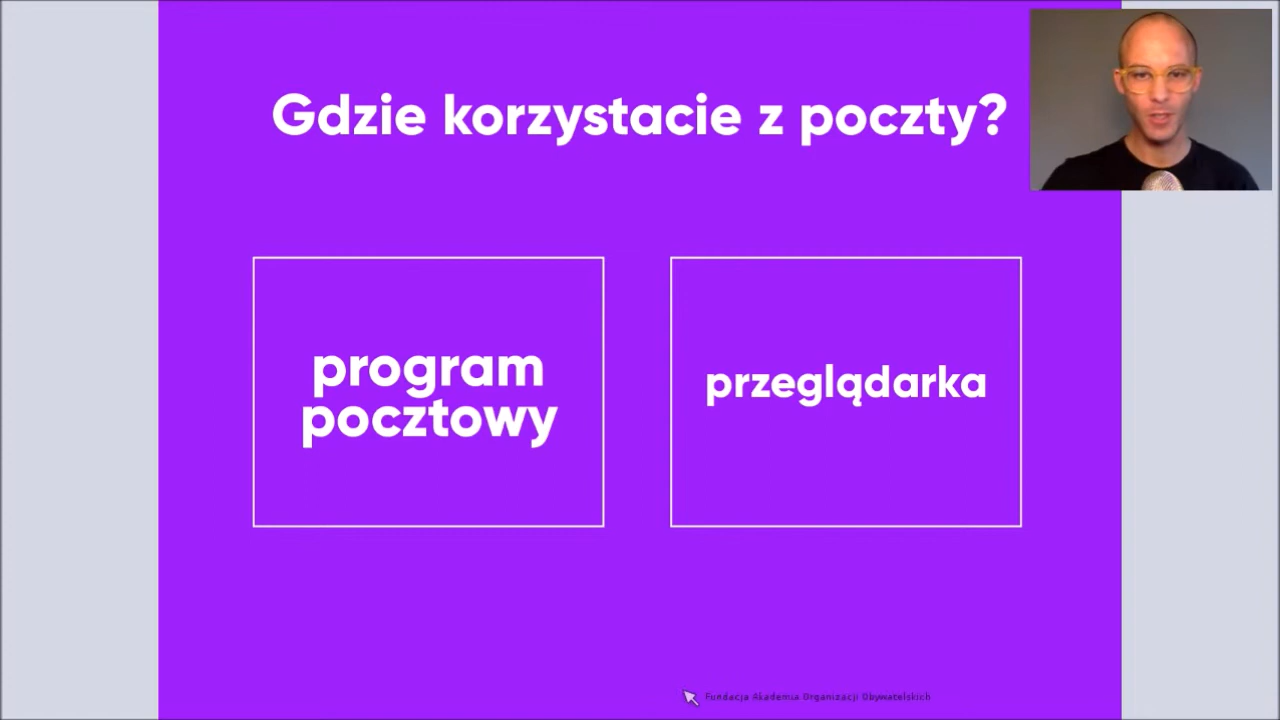 Gdzie korzystacie z poczty?
program
pocztowy
przeglądarka
Fundacja Akademia Organizacji Obywatelskich